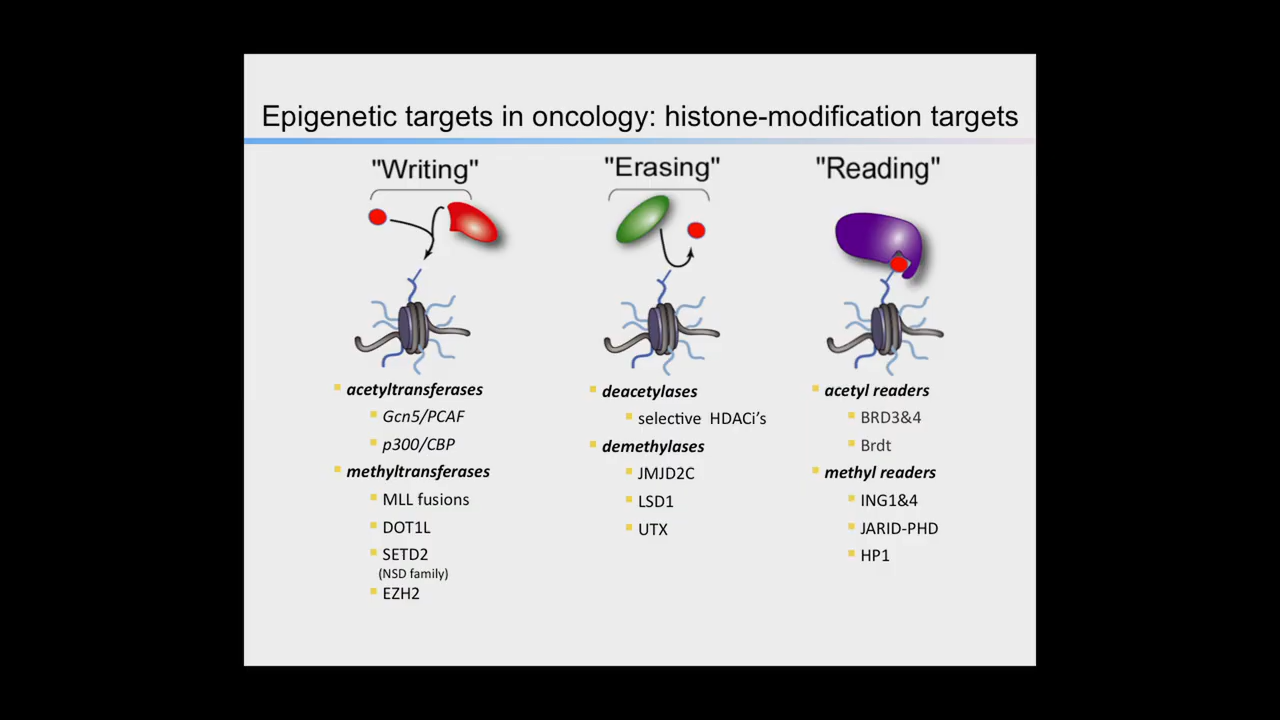 Epigenetic targets in oncology: histone-modification targets
"Writing"
acetyltransferases
Gcn5/PCAF
p300/CBP
methyltransferases
MLL fusions
DOT1L
SETD2
(NSD family)
EZH2
"Erasing"
deacetylases
selective HDACi’s
demethylases
JMJD2C
LSD1
UTX
"Reading"
acetyl readers
BRD3&4
Brdt
methyl readers
ING1&4
JARID-PHD
HP1